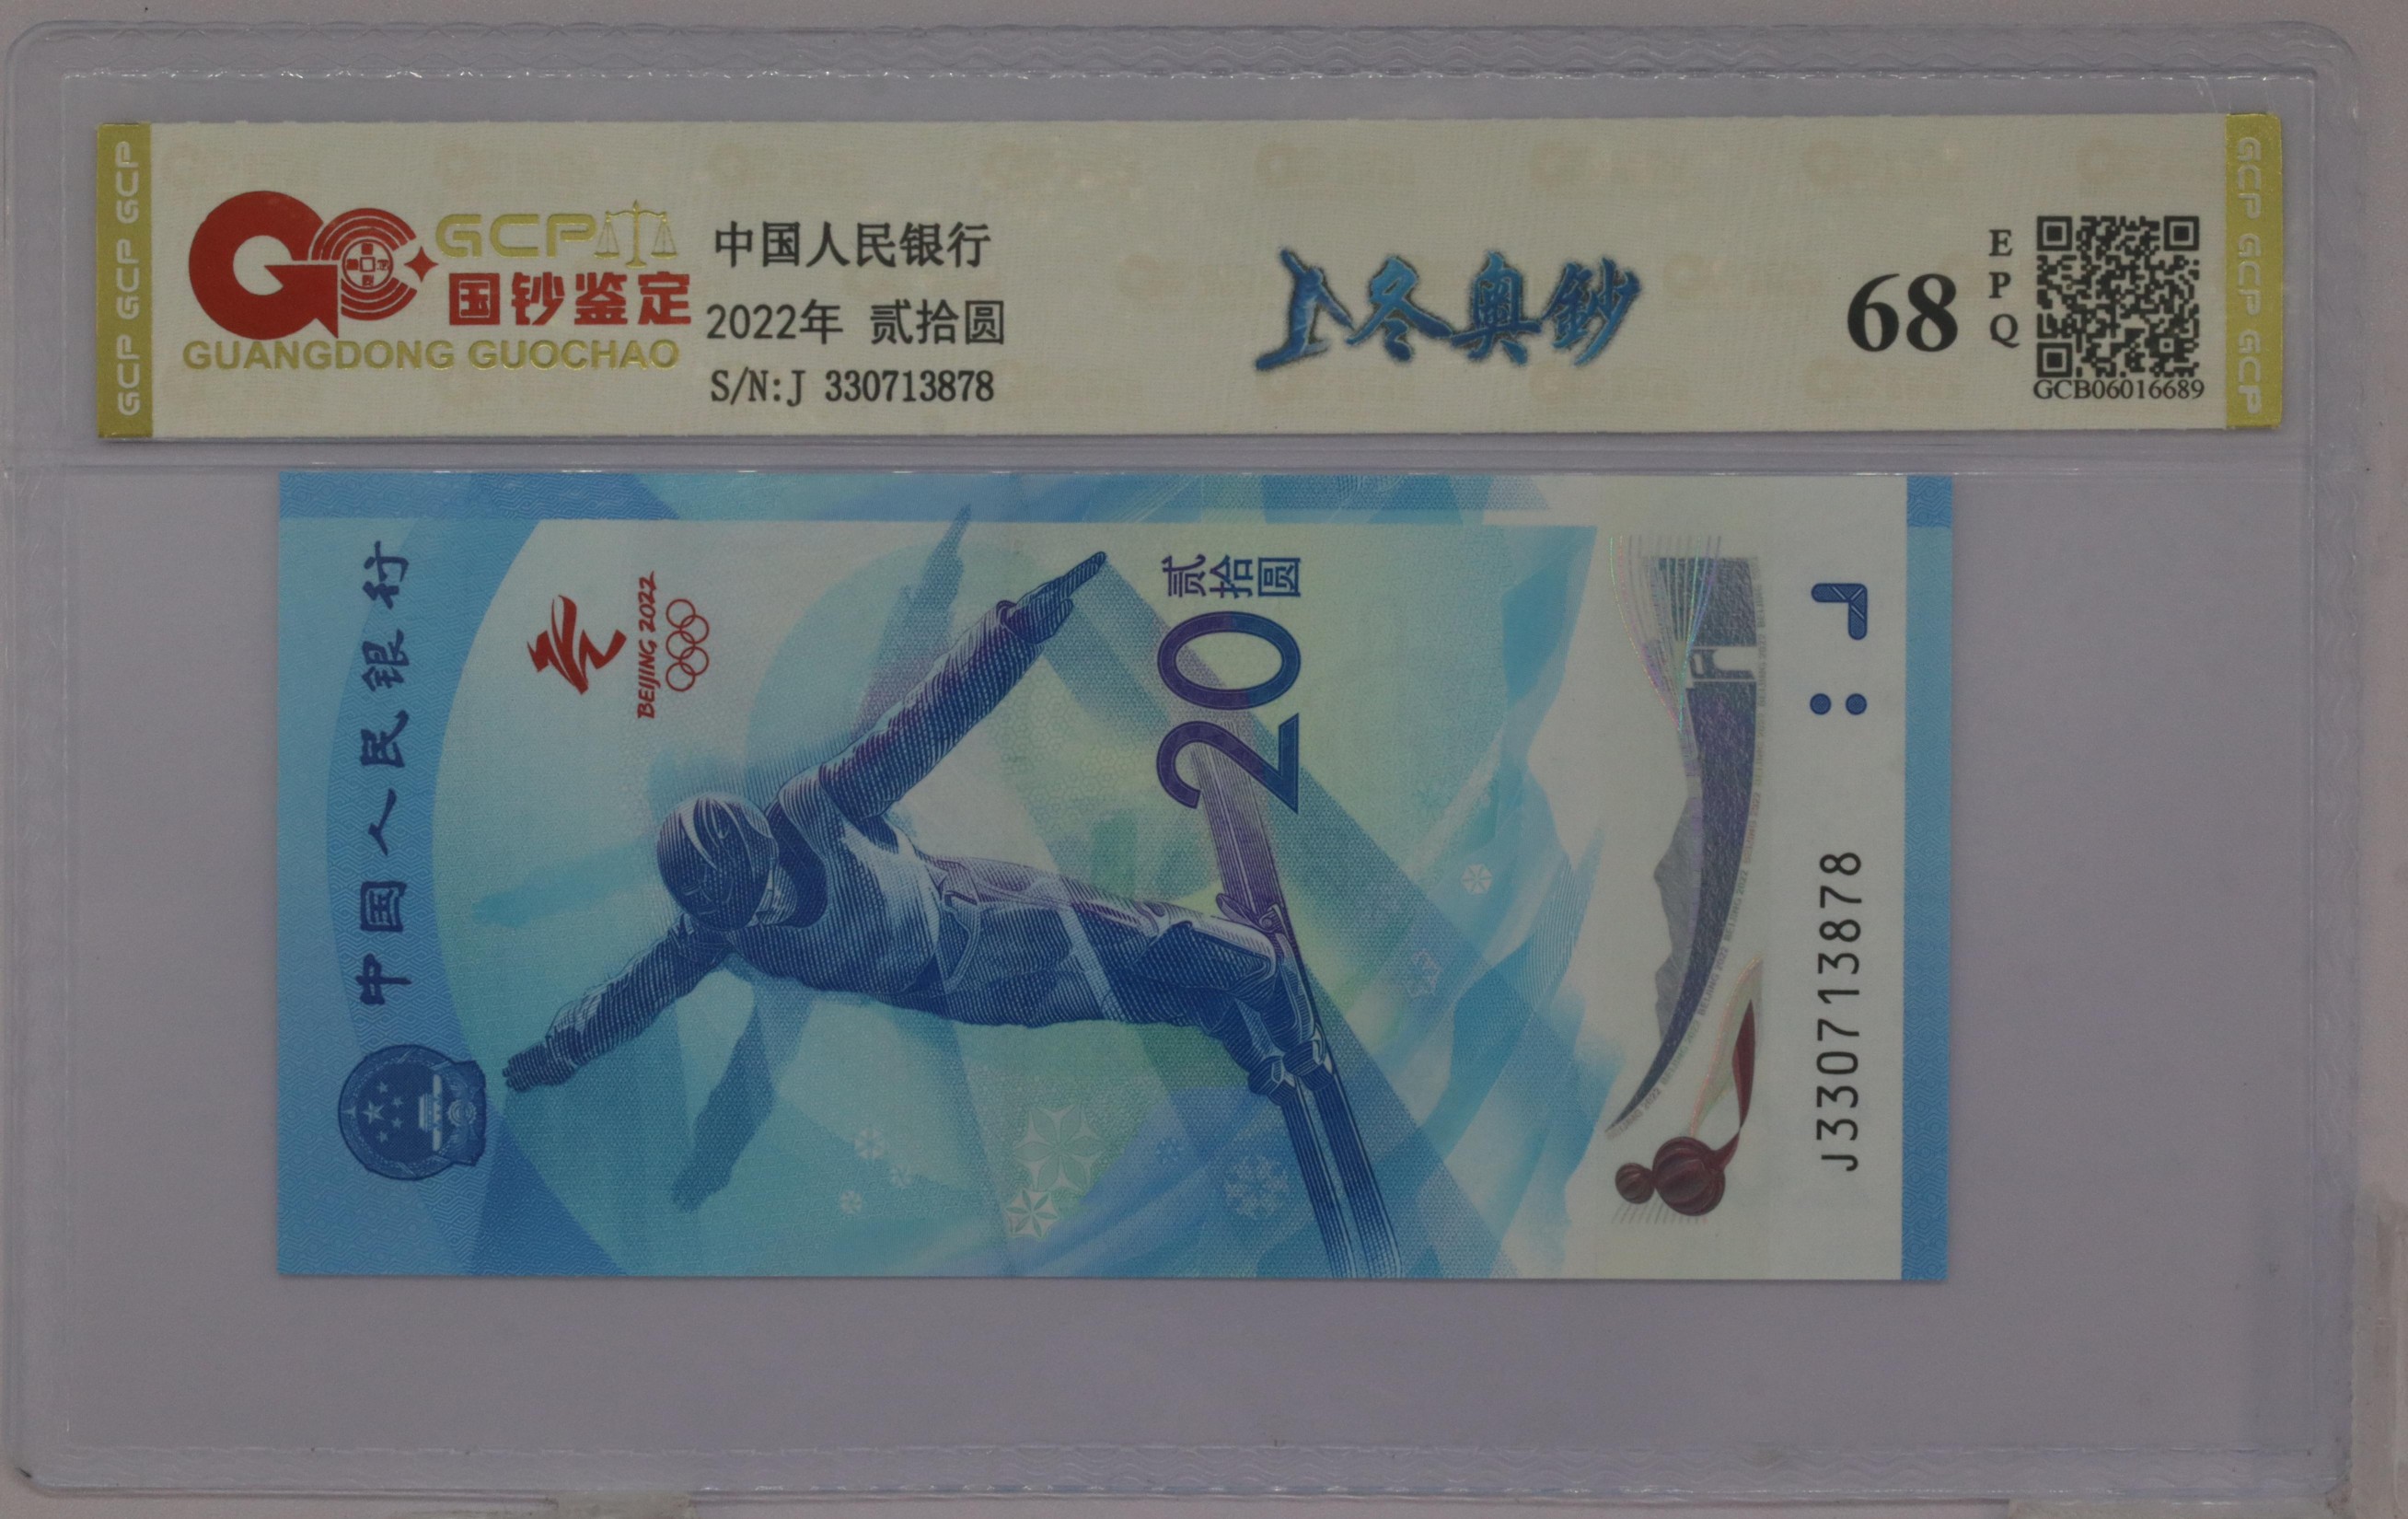 GCP GCP GCP
GCP
国钞鉴定
GUANGDONG GUOCHAO
中国人民银行
2022年 贰拾圆
S/N:J 330713878
冬奥鈔
68
EPQ
GCB06016689
GCP GCP GCP
中国人民银行
BEIJING 2022
贰拾圆
20
J330713878